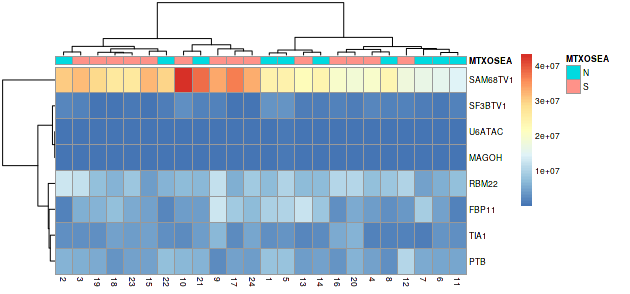 MTXOSEA
MTXOSEA
N
S
4e+07
3e+07
2e+07
1e+07
SAM68TV1
SF3BTV1
U6ATAC
MAGOH
RBM22
FBP11
TIA1
PTB
2 3 19 18 23 15 22 10 21 9 17 24 1 5 13 14 16 20 4 8 12 7 6 11